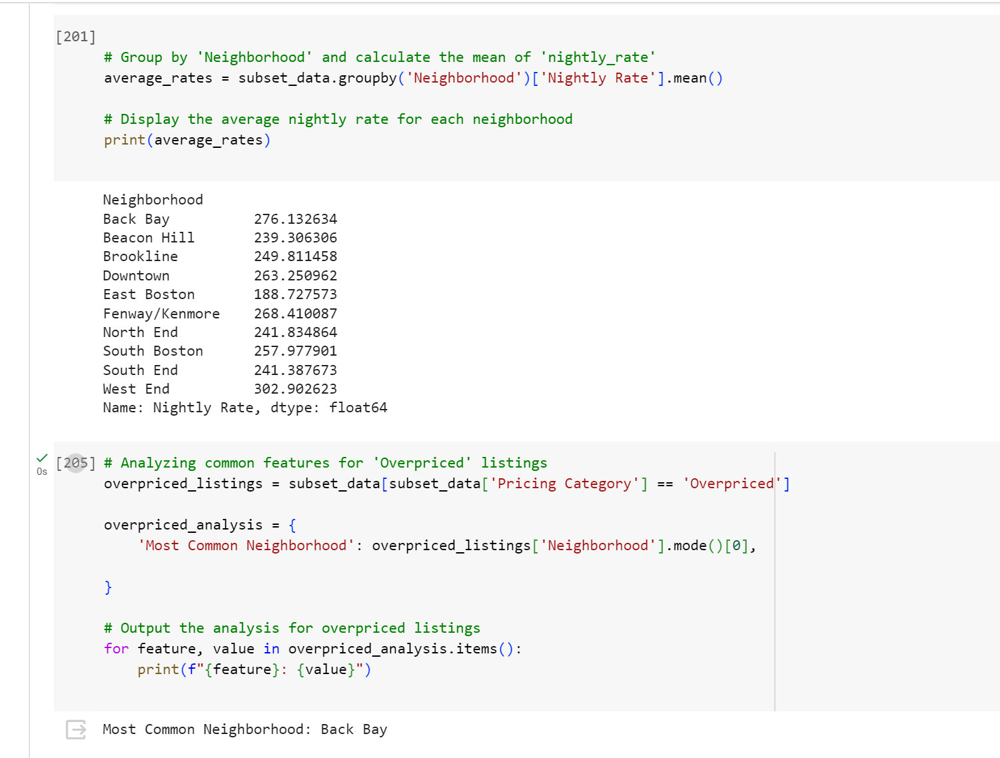 [201]
# Group by 'Neighborhood' and calculate the mean of 'nightly_rate'
average_rates = subset_data.groupby('Neighborhood')['Nightly Rate'].mean()
# Display the average nightly rate for each neighborhood
print(average_rates)
Neighborhood
Back Bay          276.132634
Beacon Hill       239.306306
Brookline         249.811458
Downtown          263.250962
East Boston       188.727573
Fenway/Kenmore    268.410087
North End         241.834864
South Boston      257.977901
South End         241.387673
West End          302.902623
Name: Nightly Rate, dtype: float64
[205] # Analyzing common features for 'Overpriced' listings
0s
overpriced_listings = subset_data[subset_data['Pricing Category'] == 'Overpriced']
overpriced_analysis = {
    'Most Common Neighborhood': overpriced_listings['Neighborhood'].mode()[0],
}
# Output the analysis for overpriced listings
for feature, value in overpriced_analysis.items():
    print(f"{feature}: {value}")
Most Common Neighborhood: Back Bay